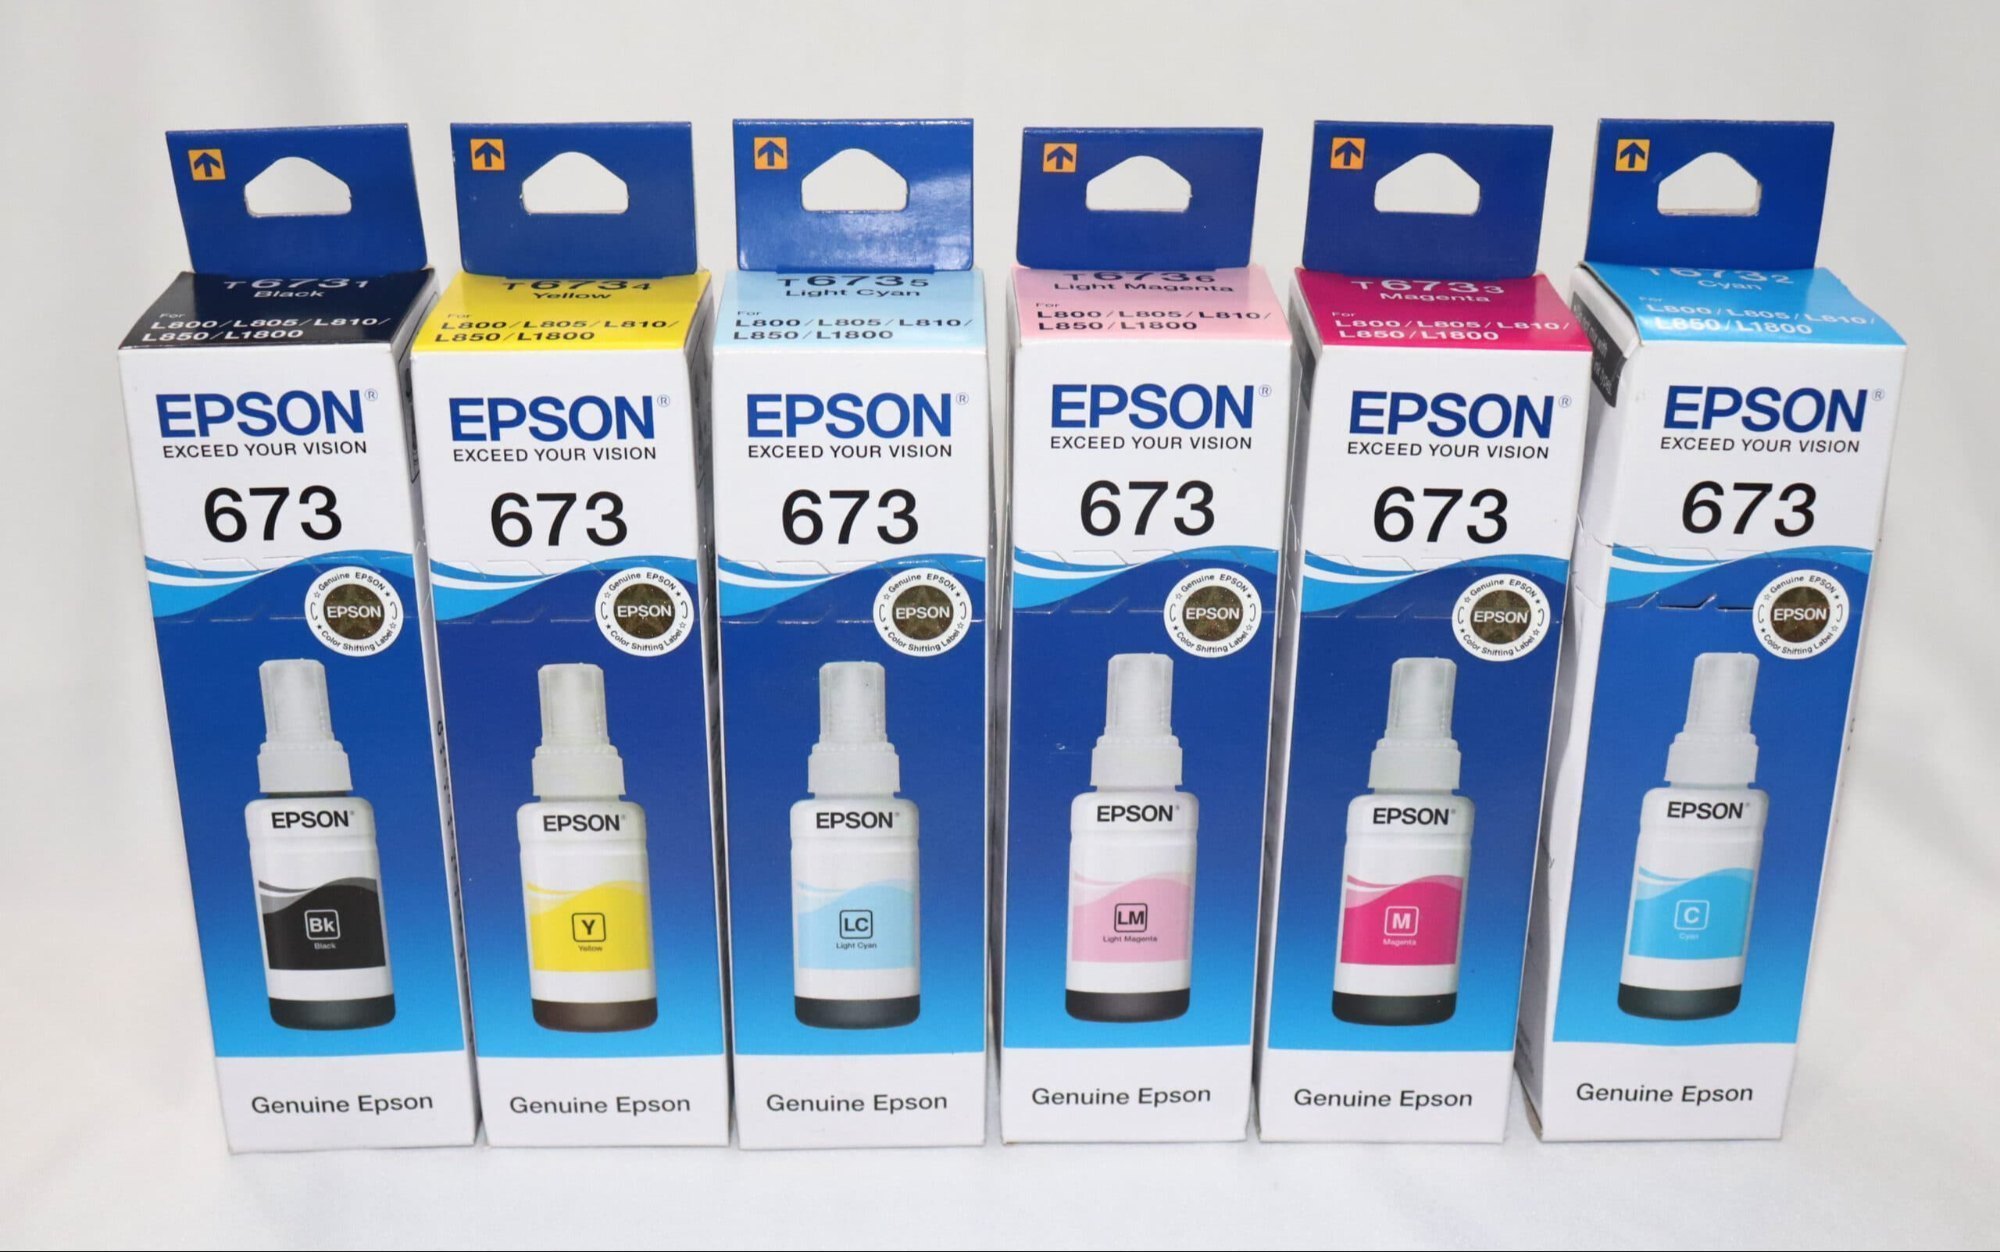 T6731
Black
For
L800/L805/L810/
L850/L1800
EPSON®
EXCEED YOUR VISION
673
Genuine EPSON
EPSON
Color Shifting Label
EPSON
Bk
Black
Genuine Epson
T6734
Yellow
For
L800/L805/L810/
L850/L1800
EPSON®
EXCEED YOUR VISION
673
Genuine EPSON
EPSON
Color Shifting Label
EPSON
Y
Yellow
Genuine Epson
T6735
Light Cyan
For
L800/L805/L810/
L850/L1800
EPSON®
EXCEED YOUR VISION
673
Genuine EPSON
EPSON
Color Shifting Label
EPSON
LC
Light Cyan
Genuine Epson
T6736
Light Magenta
For
L800/L805/L810/
L850/L1800
EPSON®
EXCEED YOUR VISION
673
Genuine EPSON
EPSON
Color Shifting Label
EPSON
LM
Light Magenta
Genuine Epson
T6733
Magenta
For
L800/L805/L810/
L850/L1800
EPSON®
EXCEED YOUR VISION
673
Genuine EPSON
EPSON
Color Shifting Label
EPSON
M
Magenta
Genuine Epson
T6732
Cyan
For
L800/L805/L810/
L850/L1800
EPSON®
EXCEED YOUR VISION
673
Genuine EPSON
EPSON
Color Shifting Label
EPSON
C
Cyan
Genuine Epson